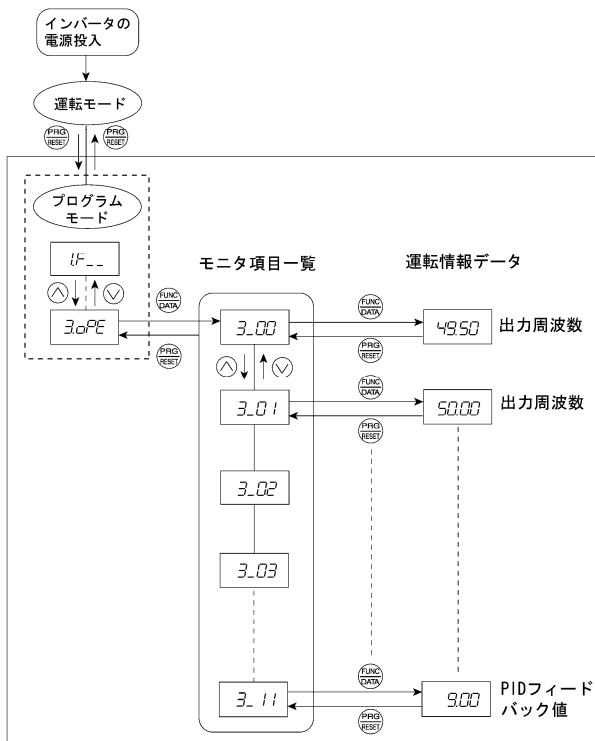 インバータの
電源投入
運転モード
PRG
RESET
PRG
RESET
プログラム
モード
1.F__
3.oPE
FUNC
DATA
PRG
RESET
モニタ項目一覧
運転情報データ
3_00
FUNC
DATA
PRG
RESET
49.50
出力周波数
3_01
FUNC
DATA
PRG
RESET
50.00
出力周波数
3_02
3_03
3_11
FUNC
DATA
PRG
RESET
9.00
PIDフィード
バック値